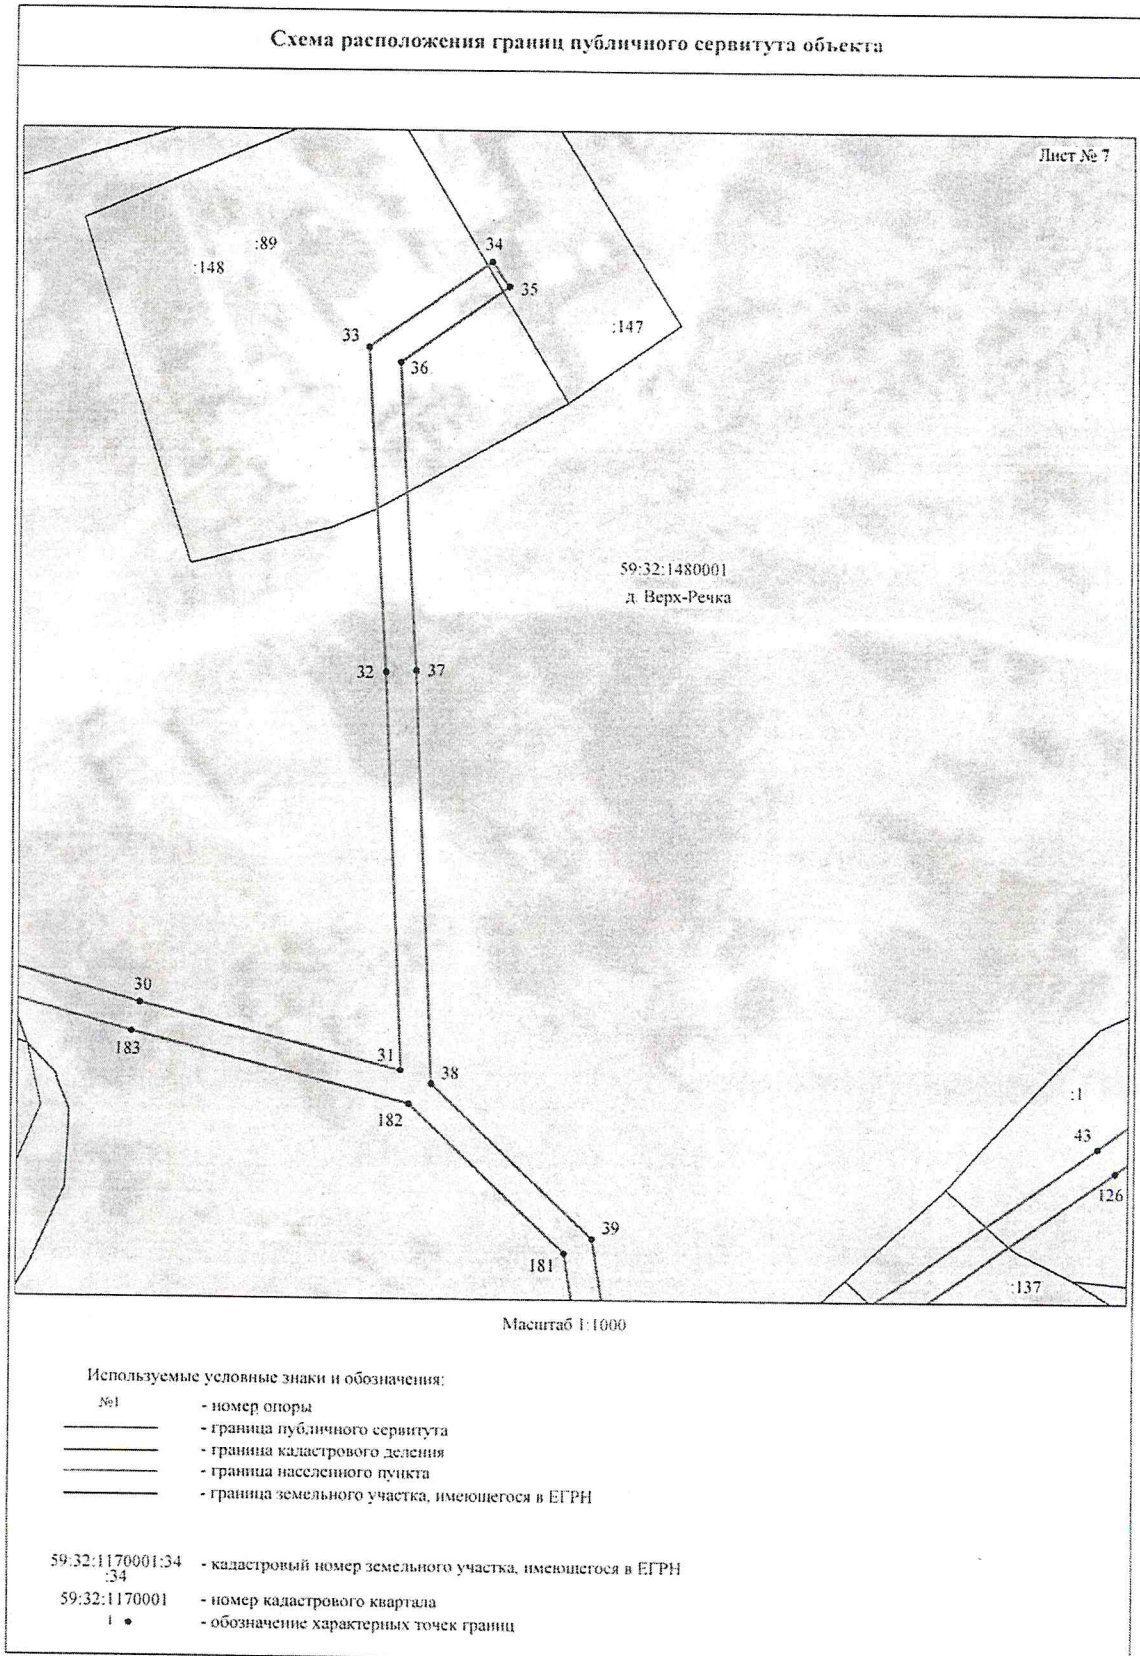 Схема расположения границ публичного сервитута объекта
Лист № 7
:89
:148
34
35
:147
33
36
59:32:1480001
д. Верх-Речка
32
37
30
183
31
38
182
:1
43
126
39
181
:137
Масштаб 1:1000
Используемые условные знаки и обозначения:
№1 - номер опоры
- граница публичного сервитута
- граница кадастрового деления
- граница населенного пункта
- граница земельного участка, имеющегося в ЕГРН
59:32:1170001:34 - кадастровый номер земельного участка, имеющегося в ЕГРН
:34
59:32:1170001 - номер кадастрового квартала
1 - обозначение характерных точек границ